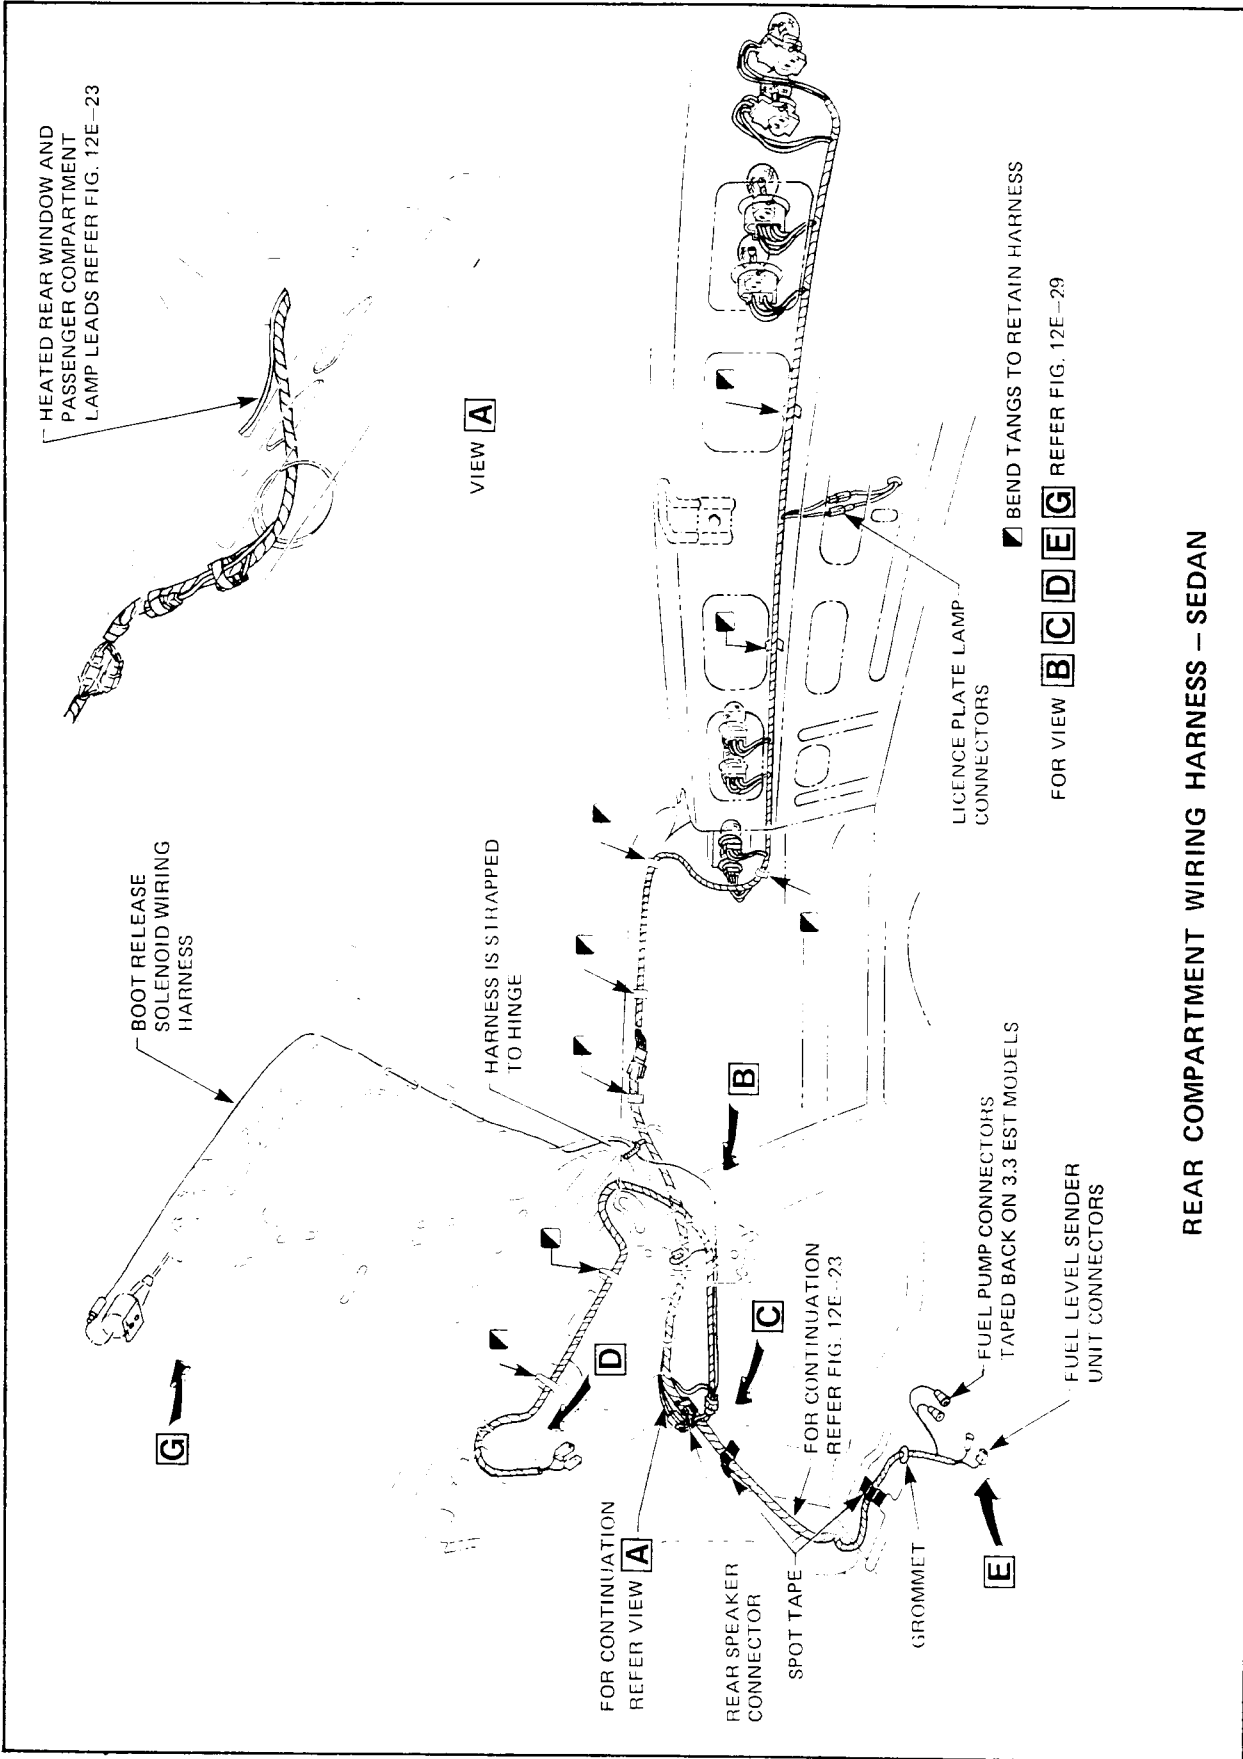 HEATED REAR WINDOW AND
PASSENGER COMPARTMENT
LAMP LEADS REFER FIG. 12E—23
VIEW A
BOOT RELEASE
SOLENOID WIRING
HARNESS
HARNESS IS STRAPPED
TO HINGE
G
D
B
C
FOR CONTINUATION
REFER VIEW A
REAR SPEAKER
CONNECTOR
SPOT TAPE
FOR CONTINUATION
REFER FIG. 12E—23
GROMMET
E
FUEL PUMP CONNECTORS
TAPED BACK ON 3.3 EST MODELS
FUEL LEVEL SENDER
UNIT CONNECTORS
LICENCE PLATE LAMP
CONNECTORS
BEND TANGS TO RETAIN HARNESS
FOR VIEW B C D E G REFER FIG. 12E—29
REAR COMPARTMENT WIRING HARNESS — SEDAN